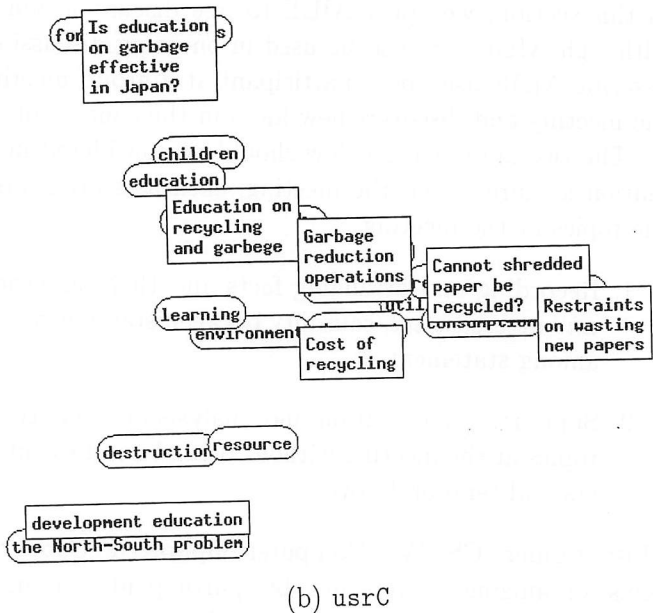 Is education
on garbage
effective
in Japan?
children
education
Education on
recycling
and garbege
Garbage
reduction
operations
Cannot shredded
paper be
recycled?
Restraints
on wasting
new papers
learning
environment
consumption
Cost of
recycling
destruction
resource
development education
the North-South problem
(b) usrC